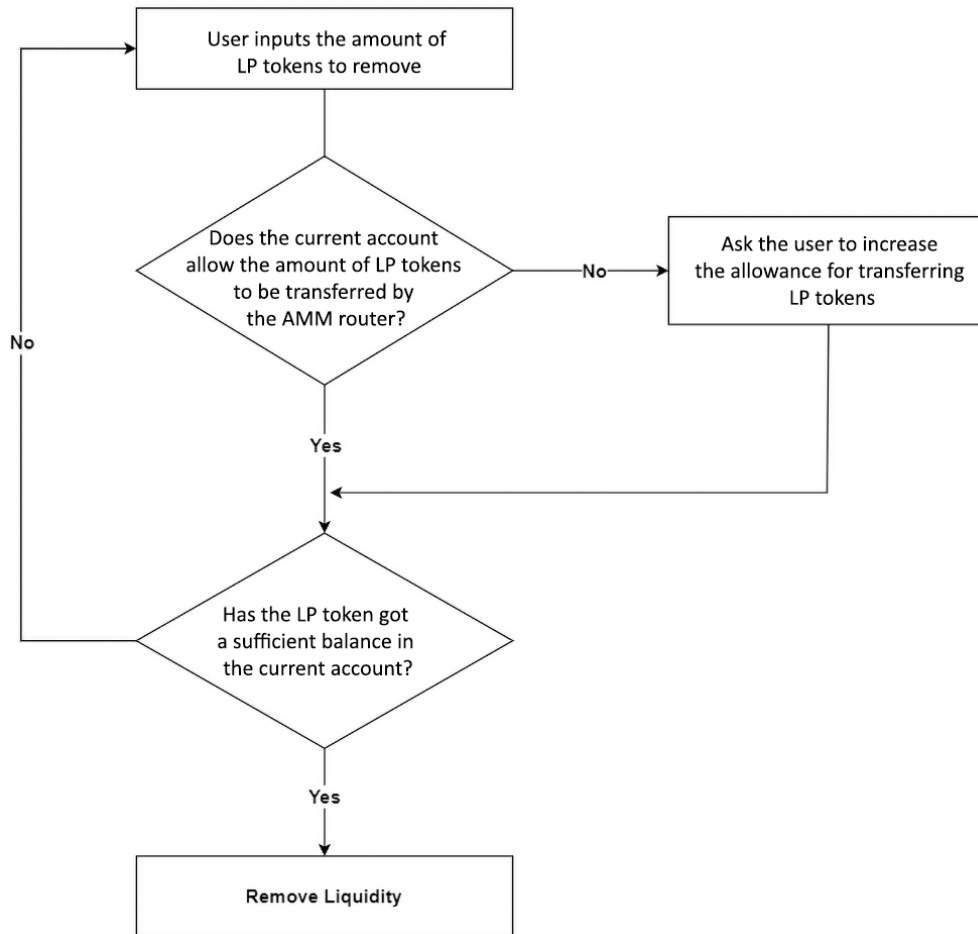 User inputs the amount of
LP tokens to remove
Does the current account
allow the amount of LP tokens
to be transferred by
the AMM router?
No
Ask the user to increase
the allowance for transferring
LP tokens
No
Yes
Has the LP token got
a sufficient balance in
the current account?
Yes
Remove Liquidity